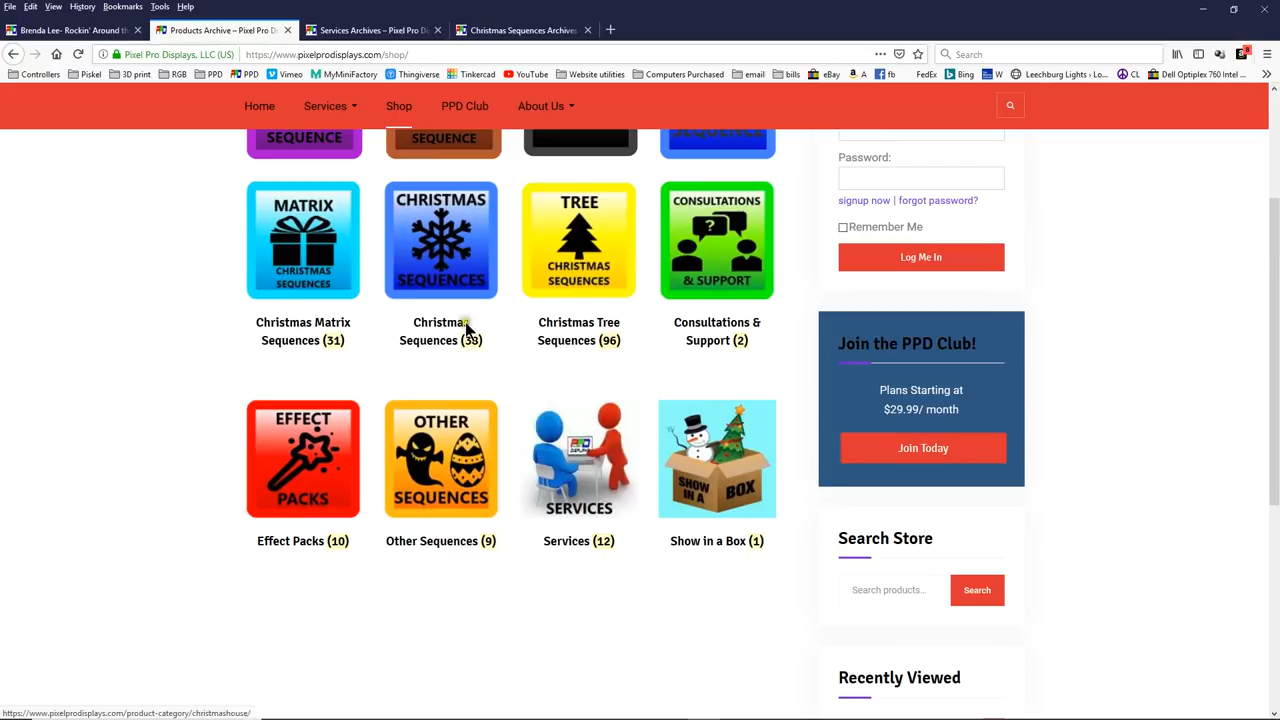 File Edit View History Bookmarks Tools Help
Brenda Lee- Rockin' Around the
Products Archive – Pixel Pro D
Services Archives – Pixel Pro D
Christmas Sequences Archives
Pixel Pro Displays, LLC (US) https://www.pixelprodisplays.com/shop/
Search
8
Controllers Piskel 3D print RGB PPD PPD Vimeo MyMiniFactory Thingiverse Tinkercad YouTube Website utilities Computers Purchased email bills eBay A fb FedEx Bing W Leechburg Lights › Lo... CL Dell Optiplex 760 Intel ...
Home Services Shop PPD Club About Us
SEQUENCE SEQUENCE
MATRIX
CHRISTMAS
SEQUENCES
CHRISTMAS
SEQUENCES
TREE
CHRISTMAS
SEQUENCES
CONSULTATIONS
?
& SUPPORT
Christmas Matrix
Sequences (31)
Christmas
Sequences (38)
Christmas Tree
Sequences (96)
Consultations &
Support (2)
EFFECT
PACKS
OTHER
SEQUENCES
SERVICES
SHOW
IN A BOX
Effect Packs (10)
Other Sequences (9)
Services (12)
Show in a Box (1)
Password:
signup now | forgot password?
Remember Me
Log Me In
Join the PPD Club!
Plans Starting at
$29.99/ month
Join Today
Search Store
Search products...
Search
Recently Viewed
https://www.pixelprodisplays.com/product-category/christmashouse/